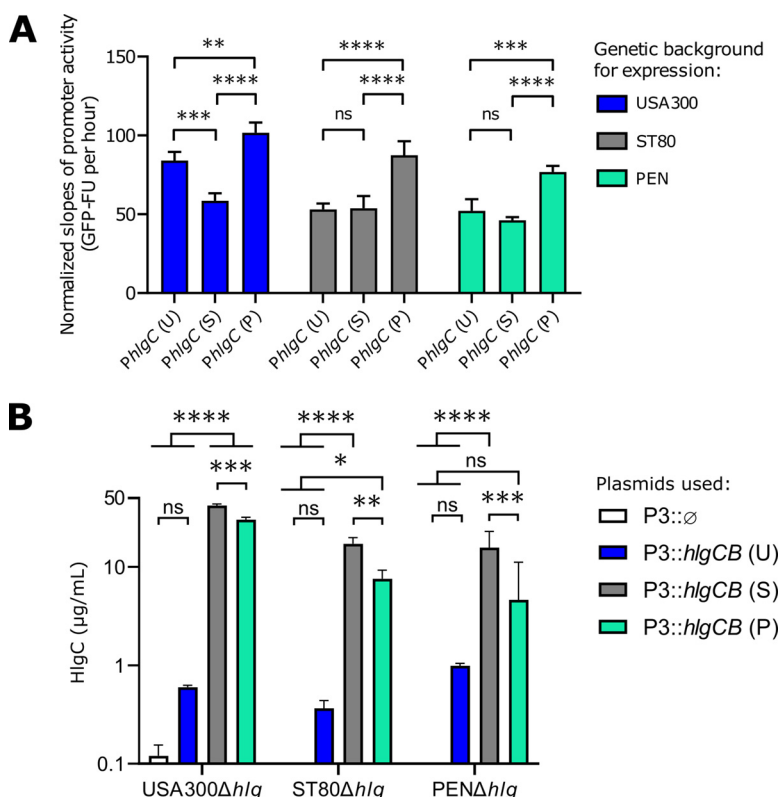 A
Normalized slopes of promoter activity
(GFP-FU per hour)
150
100
50
0
**
****
***
****
****
ns
***
****
ns
PhlgC (U)
PhlgC (S)
PhlgC (P)
PhlgC (U)
PhlgC (S)
PhlgC (P)
PhlgC (U)
PhlgC (S)
PhlgC (P)
Genetic background
for expression:
USA300
ST80
PEN
B
HlgC (µg/mL)
50
10
1
0.1
****
***
ns
****
*
**
ns
****
ns
***
ns
USA300Δhlg
ST80Δhlg
PENΔhlg
Plasmids used:
P3::∅
P3::hlgCB (U)
P3::hlgCB (S)
P3::hlgCB (P)